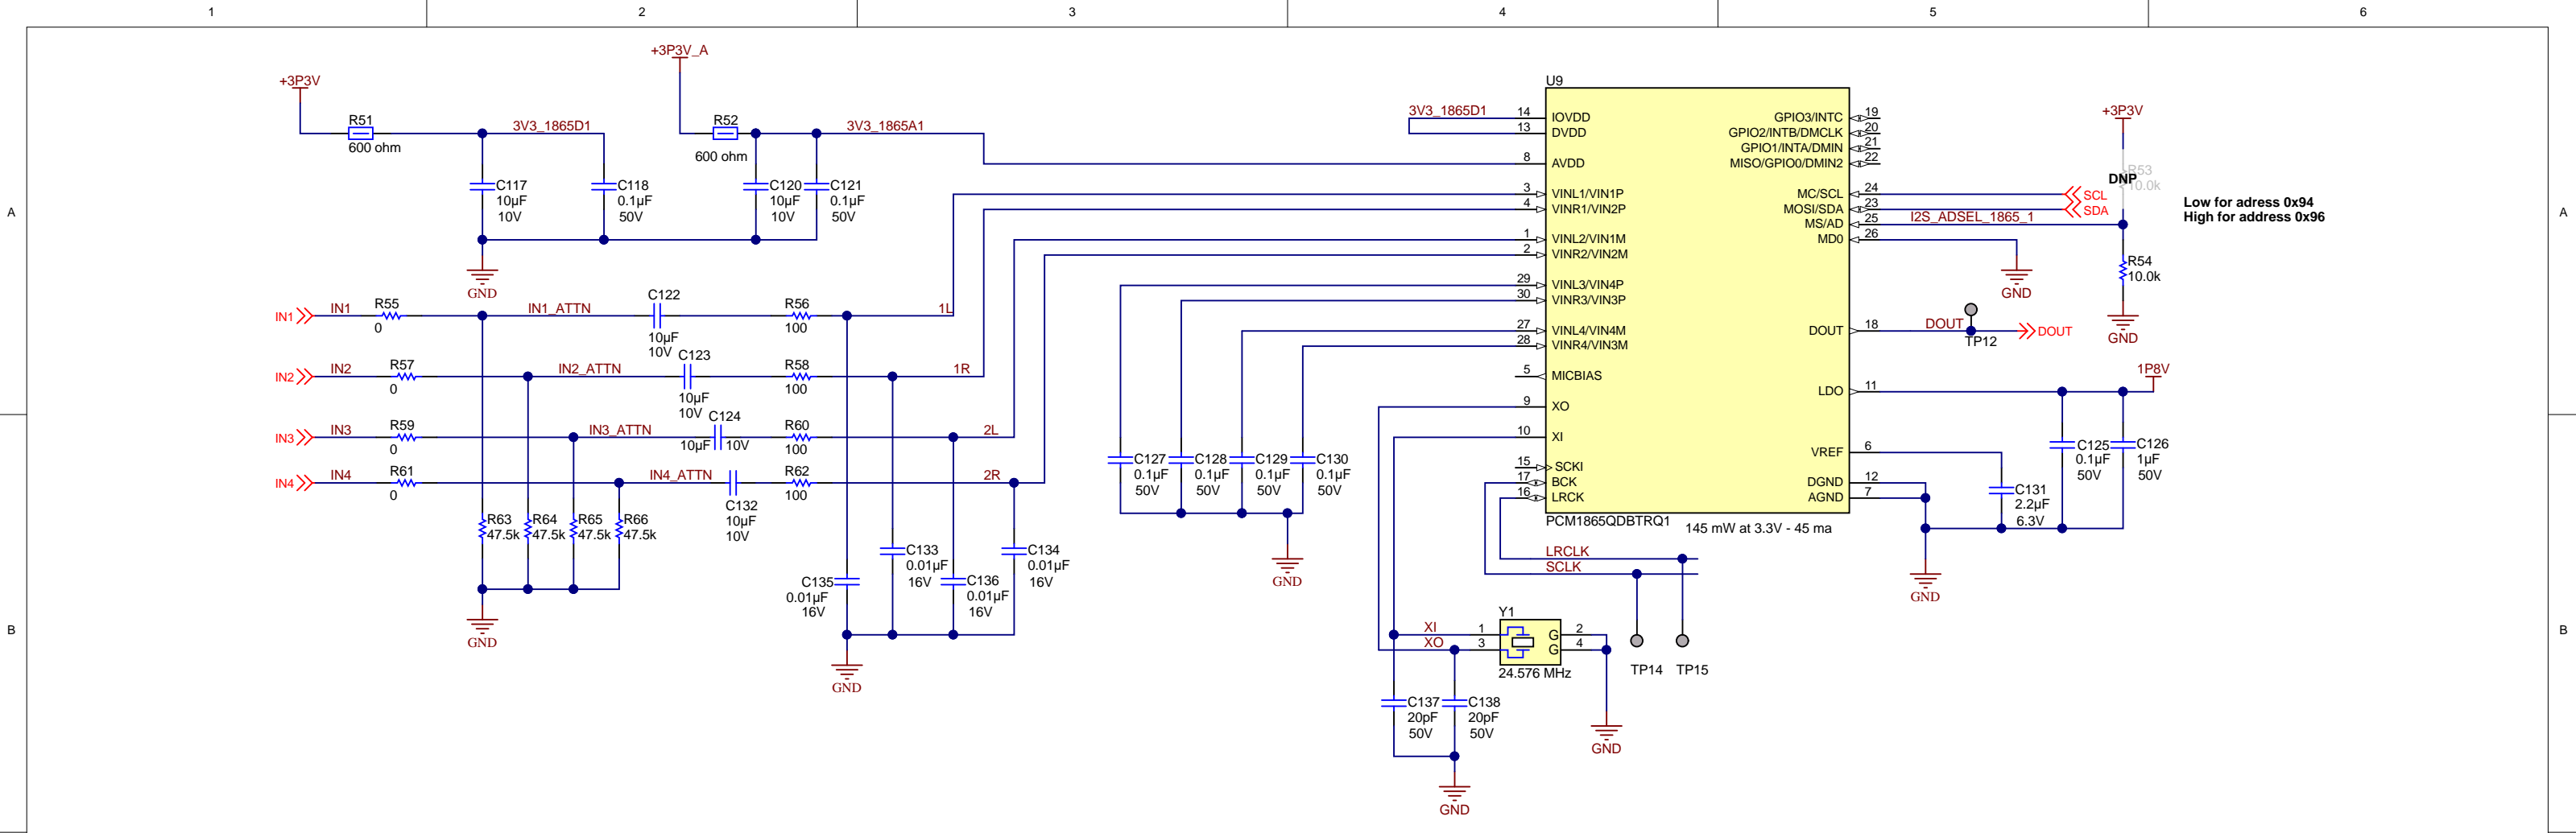 1 2 3 4 5 6
+3P3V_A
+3P3V
R51
600 ohm
3V3_1865D1
R52
600 ohm
3V3_1865A1
C117
10µF
10V
C118
0.1µF
50V
C120
10µF
10V
C121
0.1µF
50V
GND
A
IN1
IN1
R55
0
IN1_ATTN
C122
10µF
10V
R56
100
1L
IN2
IN2
R57
0
IN2_ATTN
C123
10µF
10V
R58
100
1R
IN3
IN3
R59
0
IN3_ATTN
C124
10µF
10V
R60
100
2L
IN4
IN4
R61
0
IN4_ATTN
C132
10µF
10V
R62
100
2R
R63
47.5k
R64
47.5k
R65
47.5k
R66
47.5k
GND
C135
0.01µF
16V
C133
0.01µF
16V
C136
0.01µF
16V
C134
0.01µF
16V
GND
B
C127
0.1µF
50V
C128
0.1µF
50V
C129
0.1µF
50V
C130
0.1µF
50V
GND
U9
3V3_1865D1
14 IOVDD
13 DVDD
8 AVDD
3 VINL1/VIN1P
4 VINR1/VIN2P
1 VINL2/VIN1M
2 VINR2/VIN2M
29 VINL3/VIN4P
30 VINR3/VIN3P
27 VINL4/VIN4M
28 VINR4/VIN3M
5 MICBIAS
9 XO
10 XI
15 SCKI
17 BCK
16 LRCK
GPIO3/INTC 19
GPIO2/INTB/DMCLK 20
GPIO1/INTA/DMIN 21
MISO/GPIO0/DMIN2 22
MC/SCL 24
MOSI/SDA 23
MS/AD 25
MD0 26
DOUT 18
LDO 11
VREF 6
DGND 12
AGND 7
PCM1865QDBTRQ1
145 mW at 3.3V - 45 ma
SCL
SDA
I2S_ADSEL_1865_1
GND
+3P3V
R53
DNP
10.0k
R54
10.0k
GND
Low for adress 0x94
High for address 0x96
DOUT
TP12
DOUT
1P8V
C125
0.1µF
50V
C126
1µF
50V
C131
2.2µF
6.3V
GND
LRCLK
SCLK
TP14
TP15
Y1
XI
1
XO
3
G 2
G 4
24.576 MHz
C137
20pF
50V
C138
20pF
50V
GND
GND
A
B